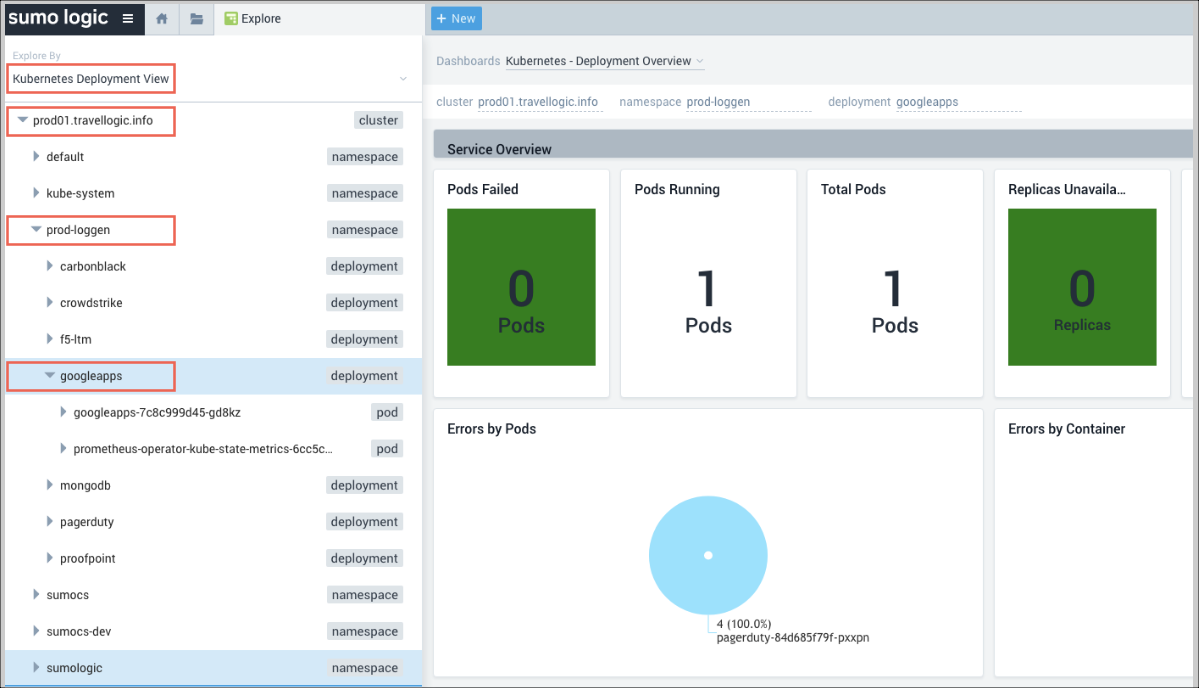 sumo logic
Explore
+ New
Explore By
Kubernetes Deployment View
Dashboards Kubernetes - Deployment Overview
cluster prod01.travellogic.info namespace prod-loggen deployment googleapps
prod01.travellogic.info cluster
default namespace
kube-system namespace
prod-loggen namespace
carbonblack deployment
crowdstrike deployment
f5-ltm deployment
googleapps deployment
googleapps-7c8c999d45-gd8kz pod
prometheus-operator-kube-state-metrics-6cc5c... pod
mongodb deployment
pagerduty deployment
proofpoint deployment
sumocs namespace
sumocs-dev namespace
sumologic namespace
Service Overview
Pods Failed
0
Pods
Pods Running
1
Pods
Total Pods
1
Pods
Replicas Unavaila...
0
Replicas
Errors by Pods
4 (100.0%)
pagerduty-84d685f79f-pxxpn
Errors by Container